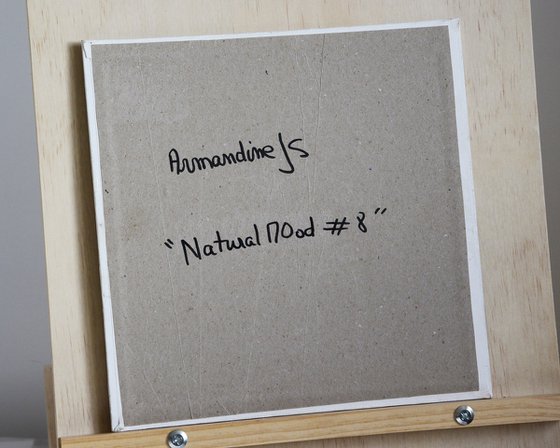 Armandine JS
"Natural MOod # 8"